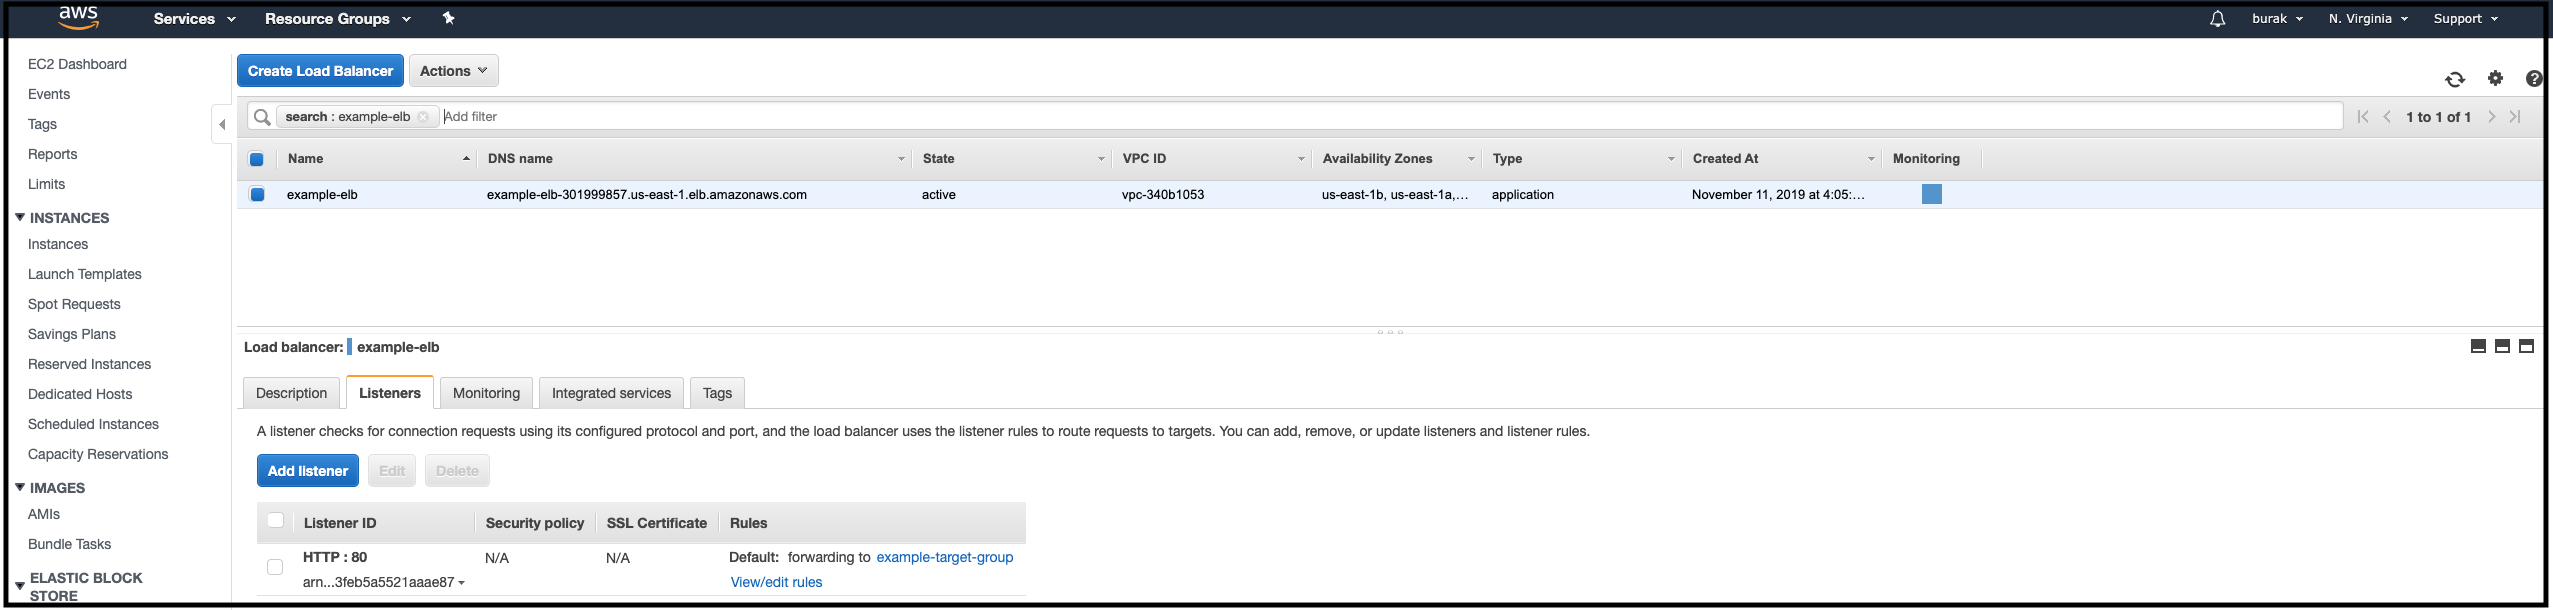 aws Services Resource Groups burak N. Virginia Support
EC2 Dashboard
Events
Tags
Reports
Limits
INSTANCES
Instances
Launch Templates
Spot Requests
Savings Plans
Reserved Instances
Dedicated Hosts
Scheduled Instances
Capacity Reservations
IMAGES
AMIs
Bundle Tasks
ELASTIC BLOCK
STORE
Create Load Balancer Actions
search : example-elb Add filter 1 to 1 of 1
Name DNS name State VPC ID Availability Zones Type Created At Monitoring
example-elb example-elb-301999857.us-east-1.elb.amazonaws.com active vpc-340b1053 us-east-1b, us-east-1a,... application November 11, 2019 at 4:05:...
Load balancer: example-elb
Description Listeners Monitoring Integrated services Tags
A listener checks for connection requests using its configured protocol and port, and the load balancer uses the listener rules to route requests to targets. You can add, remove, or update listeners and listener rules.
Add listener Edit Delete
Listener ID Security policy SSL Certificate Rules
HTTP : 80 N/A N/A Default: forwarding to example-target-group
arn...3feb5a5521aaae87 View/edit rules